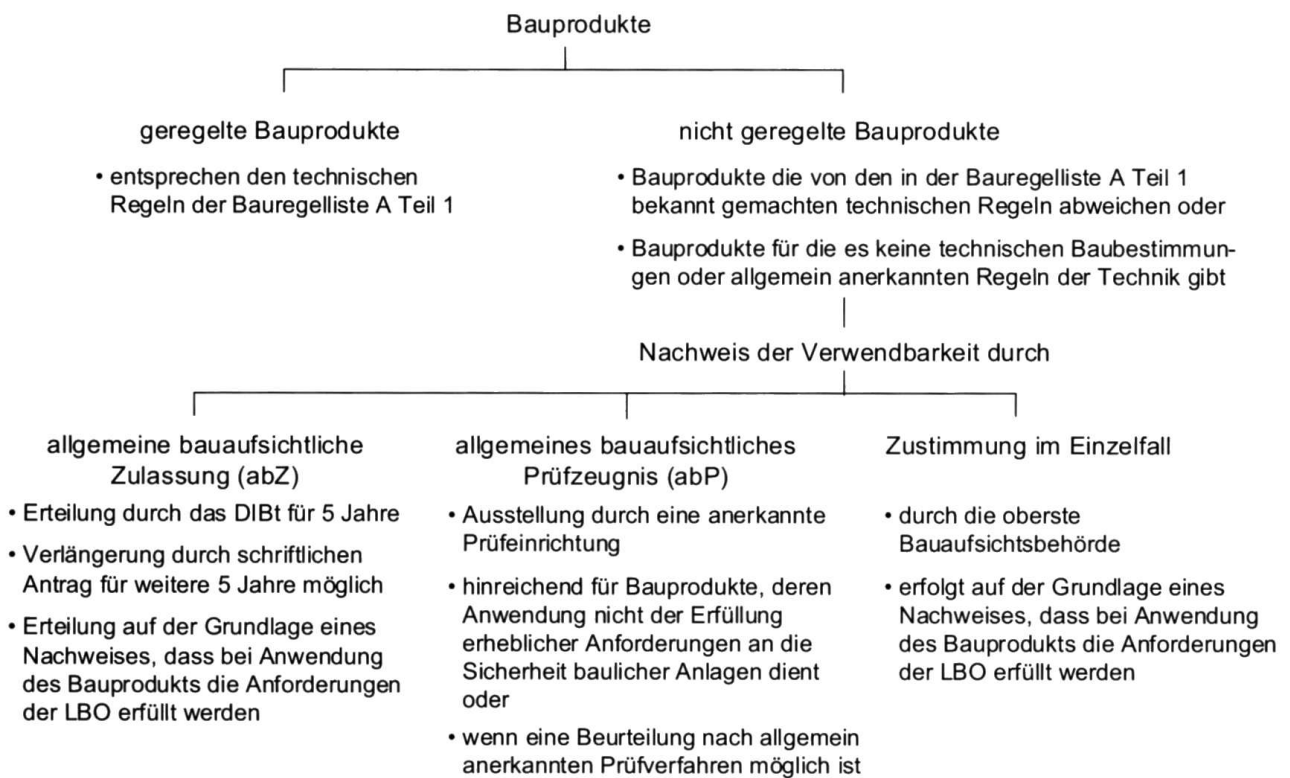 Bauprodukte
geregelte Bauprodukte
• entsprechen den technischen
Regeln der Bauregelliste A Teil 1
nicht geregelte Bauprodukte
• Bauprodukte die von den in der Bauregelliste A Teil 1
bekannt gemachten technischen Regeln abweichen oder
• Bauprodukte für die es keine technischen Baubestimmun-
gen oder allgemein anerkannten Regeln der Technik gibt
Nachweis der Verwendbarkeit durch
allgemeine bauaufsichtliche
Zulassung (abZ)
• Erteilung durch das DIBt für 5 Jahre
• Verlängerung durch schriftlichen
Antrag für weitere 5 Jahre möglich
• Erteilung auf der Grundlage eines
Nachweises, dass bei Anwendung
des Bauprodukts die Anforderungen
der LBO erfüllt werden
allgemeines bauaufsichtliches
Prüfzeugnis (abP)
• Ausstellung durch eine anerkannte
Prüfeinrichtung
• hinreichend für Bauprodukte, deren
Anwendung nicht der Erfüllung
erheblicher Anforderungen an die
Sicherheit baulicher Anlagen dient
oder
• wenn eine Beurteilung nach allgemein
anerkannten Prüfverfahren möglich ist
Zustimmung im Einzelfall
• durch die oberste
Bauaufsichtsbehörde
• erfolgt auf der Grundlage eines
Nachweises, dass bei Anwendung
des Bauprodukts die Anforderungen
der LBO erfüllt werden